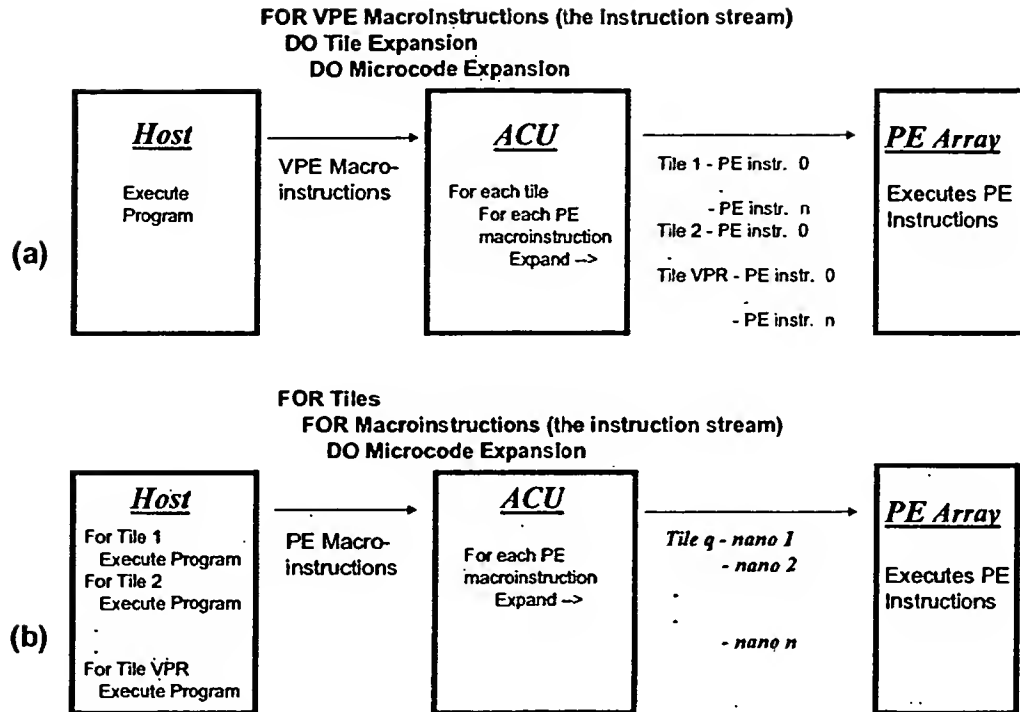 FOR VPE Macroinstructions (the instruction stream)
DO Tile Expansion
DO Microcode Expansion
(a)
Host
Execute
Program
VPE Macro-
instructions
ACU
For each tile
For each PE
macroinstruction
Expand -->
Tile 1 - PE instr. 0
.
- PE instr. n
Tile 2 - PE instr. 0
.
Tile VPR - PE instr. 0
.
- PE instr. n
PE Array
Executes PE
Instructions
FOR Tiles
FOR Macroinstructions (the instruction stream)
DO Microcode Expansion
(b)
Host
For Tile 1
Execute Program
For Tile 2
Execute Program
.
.
For Tile VPR
Execute Program
PE Macro-
instructions
ACU
For each PE
macroinstruction
Expand -->
Tile q - nano 1
- nano 2
.
.
- nano n
PE Array
Executes PE
Instructions